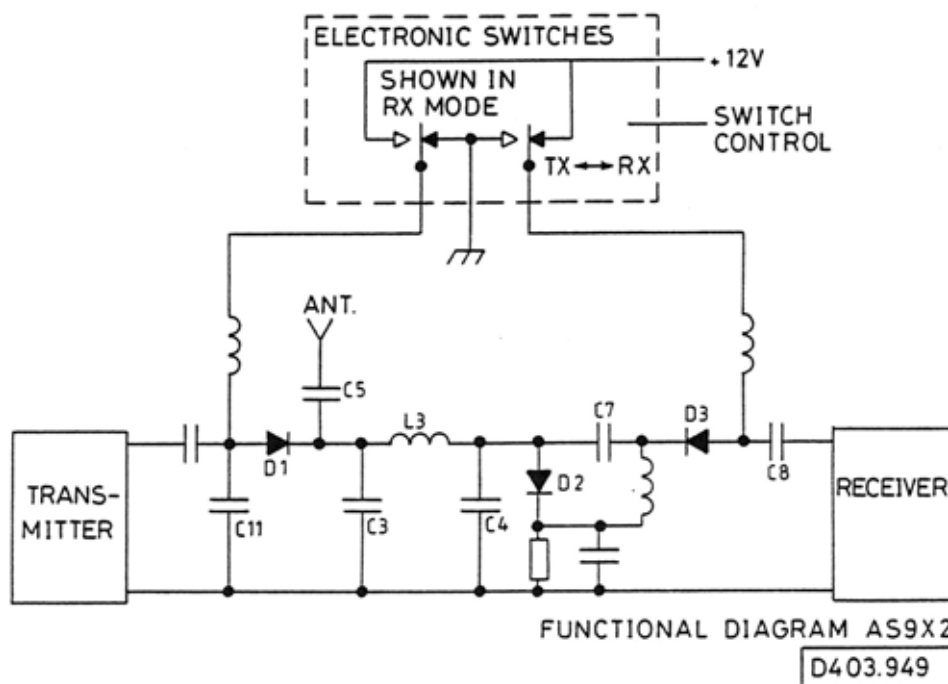 ELECTRONIC SWITCHES
+12V
SHOWN IN
RX MODE
SWITCH
CONTROL
TX ↔ RX
ANT.
C5
L3
C7
D3
D1
C8
D2
TRANS-
MITTER
C11
C3
C4
RECEIVER
FUNCTIONAL DIAGRAM AS9X2
D403.949